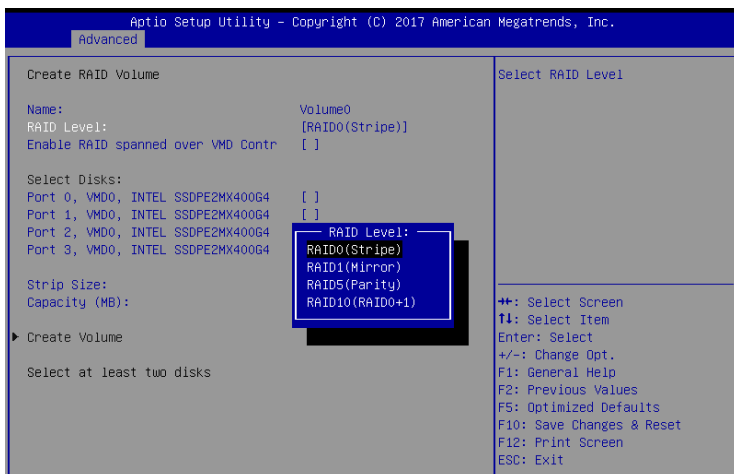 Aptio Setup Utility – Copyright (C) 2017 American Megatrends, Inc.
Advanced
Create RAID Volume
Name: Volume0
RAID Level: [RAID0(Stripe)]
Enable RAID spanned over VMD Contr [ ]
Select Disks:
Port 0, VMD0, INTEL SSDPE2MX400G4 [ ]
Port 1, VMD0, INTEL SSDPE2MX400G4 [ ]
Port 2, VMD0, INTEL SSDPE2MX400G4
Port 3, VMD0, INTEL SSDPE2MX400G4
Strip Size:
Capacity (MB):
Create Volume
Select at least two disks
RAID Level:
RAID0(Stripe)
RAID1(Mirror)
RAID5(Parity)
RAID10(RAID0+1)
Select RAID Level
→←: Select Screen
↑↓: Select Item
Enter: Select
+/-: Change Opt.
F1: General Help
F2: Previous Values
F5: Optimized Defaults
F10: Save Changes & Reset
F12: Print Screen
ESC: Exit